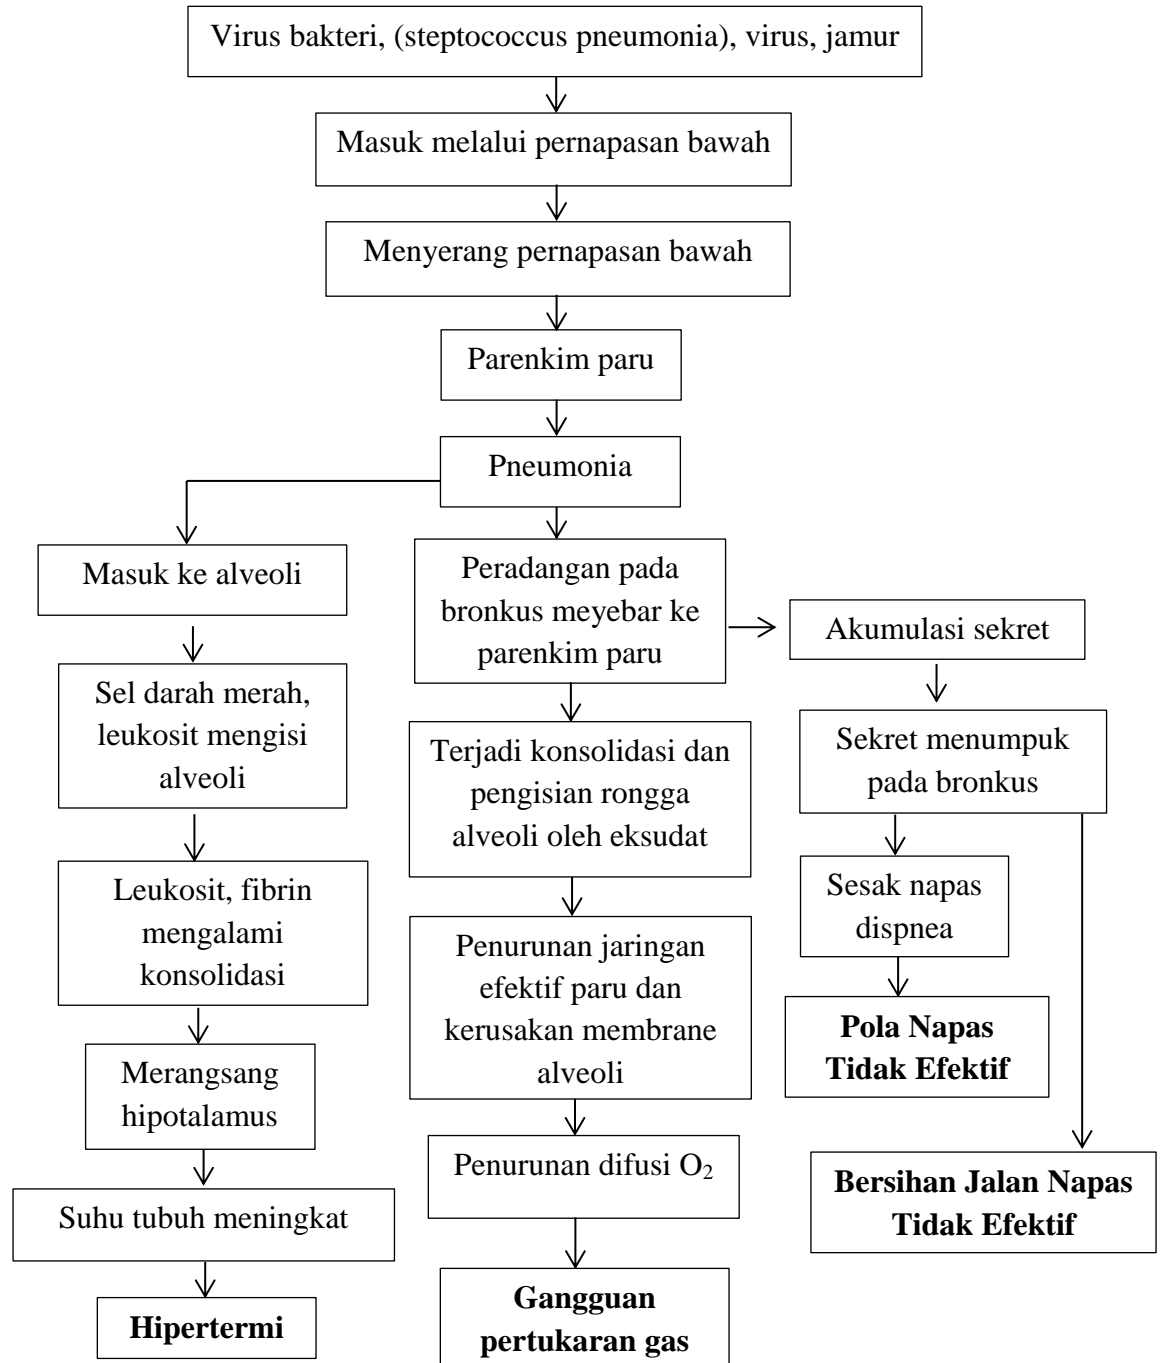 Virus bakteri, (steptococcus pneumonia), virus, jamur
Masuk melalui pernapasan bawah
Menyerang pernapasan bawah
Parenkim paru
Pneumonia
Masuk ke alveoli
Sel darah merah,
leukosit mengisi
alveoli
Leukosit, fibrin
mengalami
konsolidasi
Merangsang
hipotalamus
Suhu tubuh meningkat
Hipertermi
Peradangan pada
bronkus meyebar ke
parenkim paru
Terjadi konsolidasi dan
pengisian rongga
alveoli oleh eksudat
Penurunan jaringan
efektif paru dan
kerusakan membrane
alveoli
Penurunan difusi O₂
Gangguan
pertukaran gas
Akumulasi sekret
Sekret menumpuk
pada bronkus
Sesak napas
dispnea
Pola Napas
Tidak Efektif
Bersihan Jalan Napas
Tidak Efektif